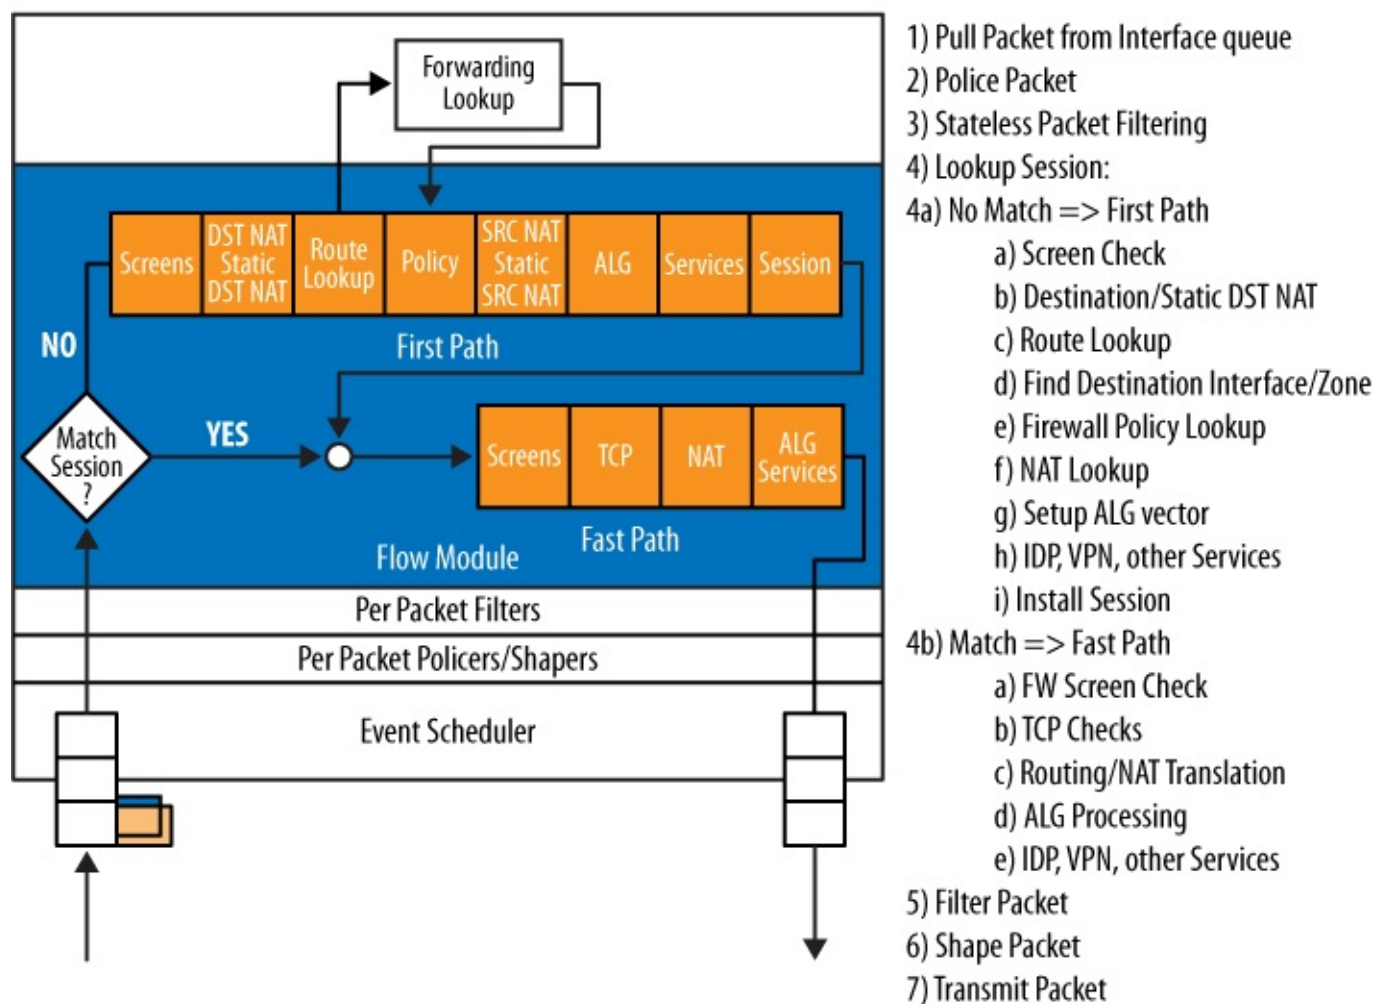 Forwarding
Lookup
Screens
DST NAT
Static
DST NAT
Route
Lookup
Policy
SRC NAT
Static
SRC NAT
ALG
Services
Session
First Path
NO
Match
Session
?
YES
Screens
TCP
NAT
ALG
Services
Fast Path
Flow Module
Per Packet Filters
Per Packet Policers/Shapers
Event Scheduler
1) Pull Packet from Interface queue
2) Police Packet
3) Stateless Packet Filtering
4) Lookup Session:
4a) No Match => First Path
a) Screen Check
b) Destination/Static DST NAT
c) Route Lookup
d) Find Destination Interface/Zone
e) Firewall Policy Lookup
f) NAT Lookup
g) Setup ALG vector
h) IDP, VPN, other Services
i) Install Session
4b) Match => Fast Path
a) FW Screen Check
b) TCP Checks
c) Routing/NAT Translation
d) ALG Processing
e) IDP, VPN, other Services
5) Filter Packet
6) Shape Packet
7) Transmit Packet